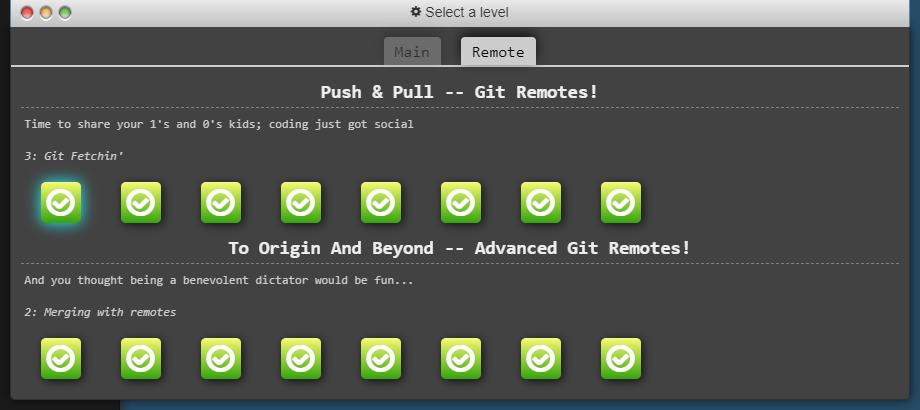 Select a level
Main
Remote
Push & Pull -- Git Remotes!
Time to share your 1's and 0's kids; coding just got social
3: Git Fetchin'
To Origin And Beyond -- Advanced Git Remotes!
And you thought being a benevolent dictator would be fun...
2: Merging with remotes